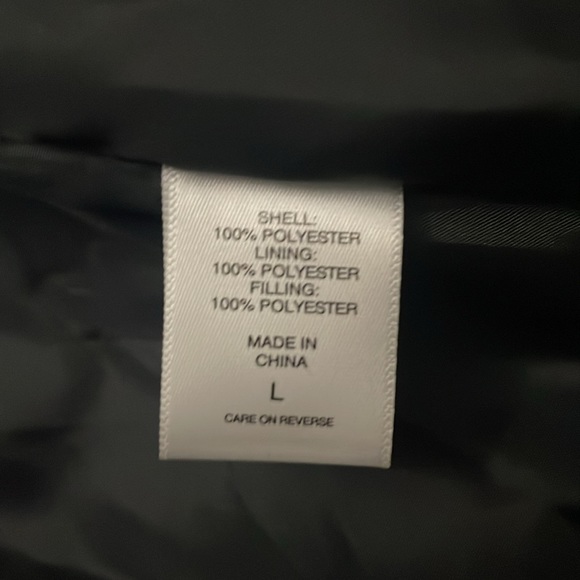 SHELL:
100% POLYESTER
LINING:
100% POLYESTER
FILLING:
100% POLYESTER
MADE IN
CHINA
L
CARE ON REVERSE